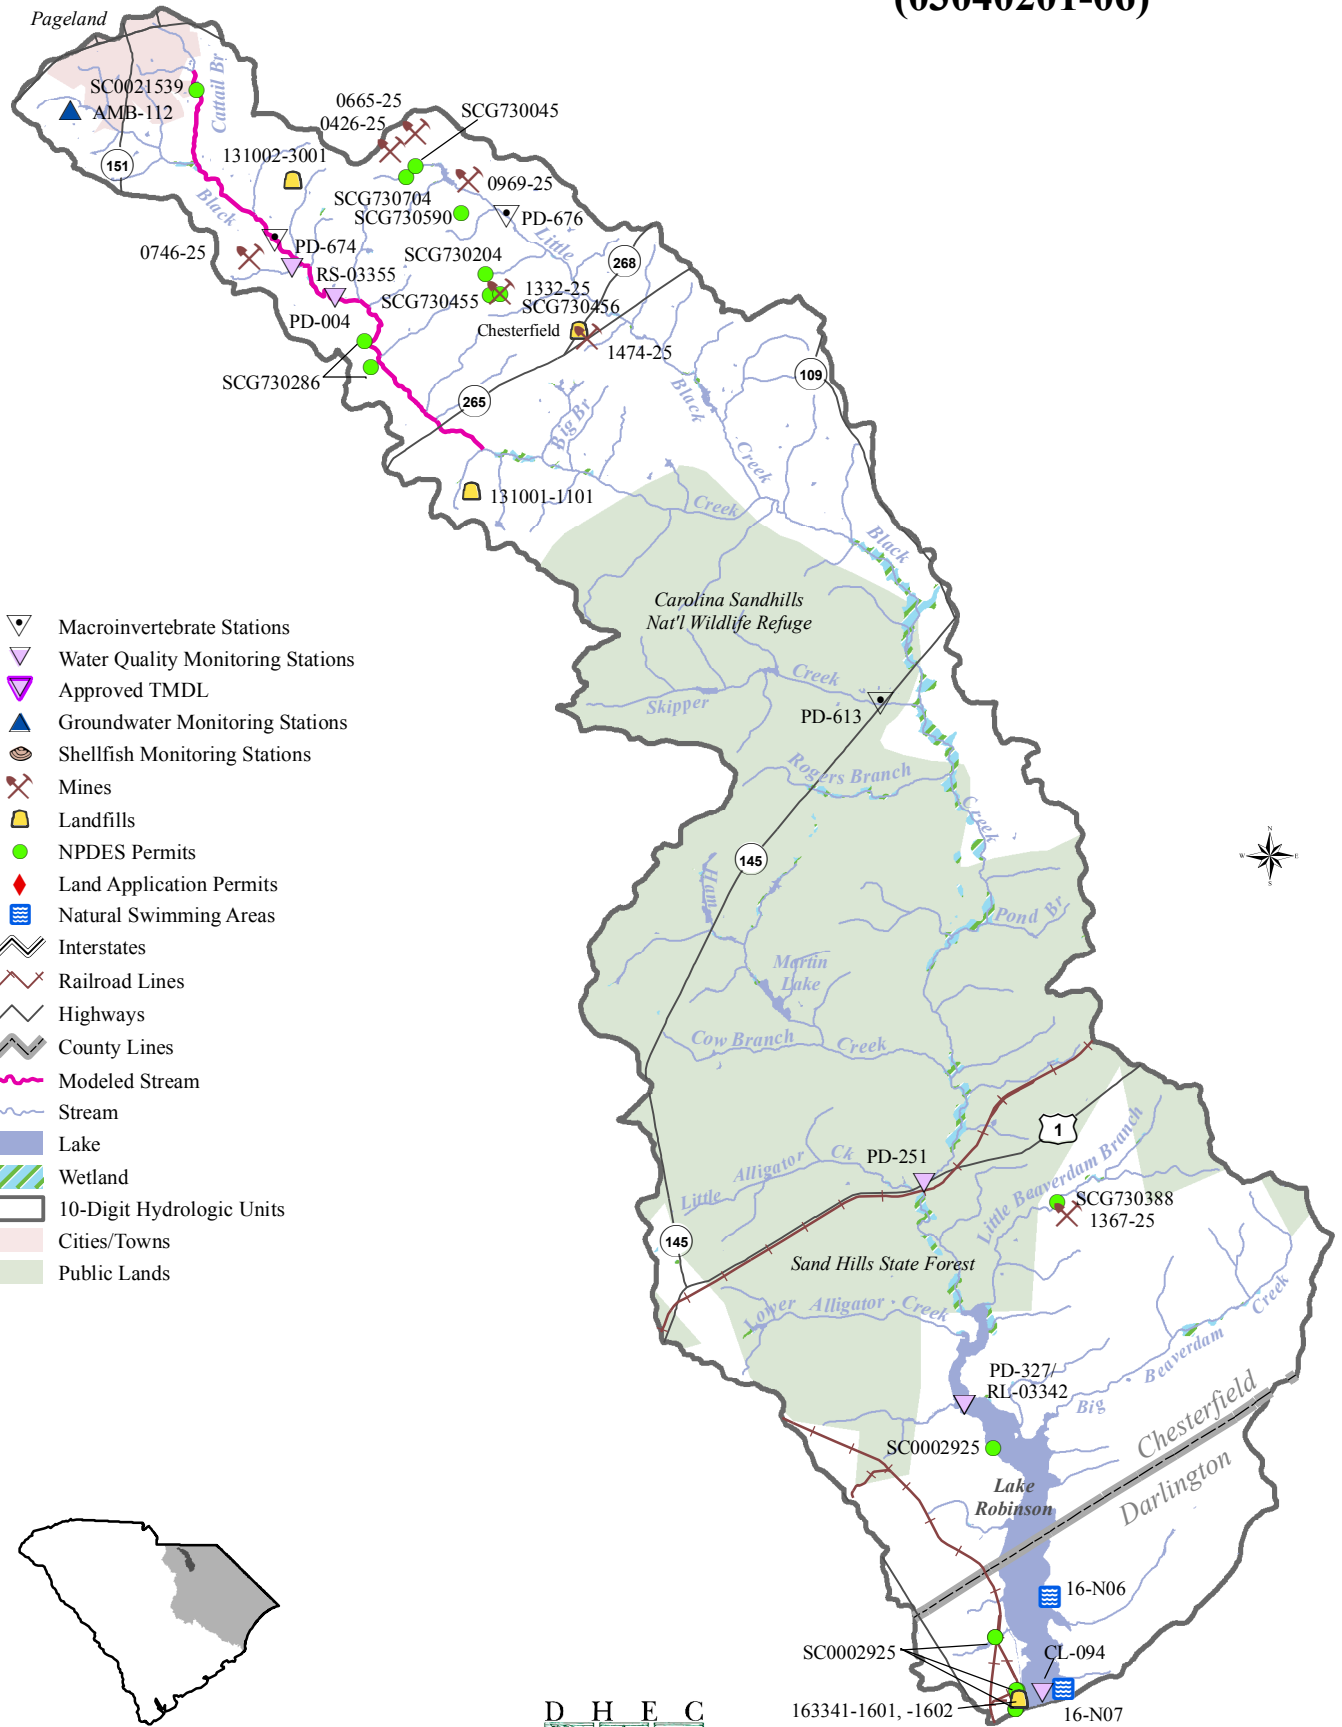 (03040201-06)
Pageland
SC0021539
AMB-112
Cattail Br
151
131002-3001
0665-25
0426-25
SCG730045
0969-25
SCG730704
SCG730590
PD-676
Black
0746-25
PD-674
RS-03355
PD-004
SCG730286
SCG730204
SCG730455
1332-25
SCG730456
Little
268
Chesterfield
1474-25
265
109
Black
Creek
Big Br
131001-1101
Creek
Black
Carolina Sandhills
Nat'l Wildlife Refuge
Creek
Skipper
PD-613
Rogers Branch
Creek
145
Ham
Pond Br
Martin
Lake
Cow Branch
Creek
1
PD-251
Little Alligator Ck
Little Beaverdam Branch
SCG730388
1367-25
145
Sand Hills State Forest
Lower Alligator Creek
Big Beaverdam Creek
PD-327/
RL-03342
SC0002925
Lake
Robinson
Chesterfield
Darlington
16-N06
SC0002925
CL-094
163341-1601, -1602
16-N07
Macroinvertebrate Stations
Water Quality Monitoring Stations
Approved TMDL
Groundwater Monitoring Stations
Shellfish Monitoring Stations
Mines
Landfills
NPDES Permits
Land Application Permits
Natural Swimming Areas
Interstates
Railroad Lines
Highways
County Lines
Modeled Stream
Stream
Lake
Wetland
10-Digit Hydrologic Units
Cities/Towns
Public Lands
N
W
E
S
D H E C